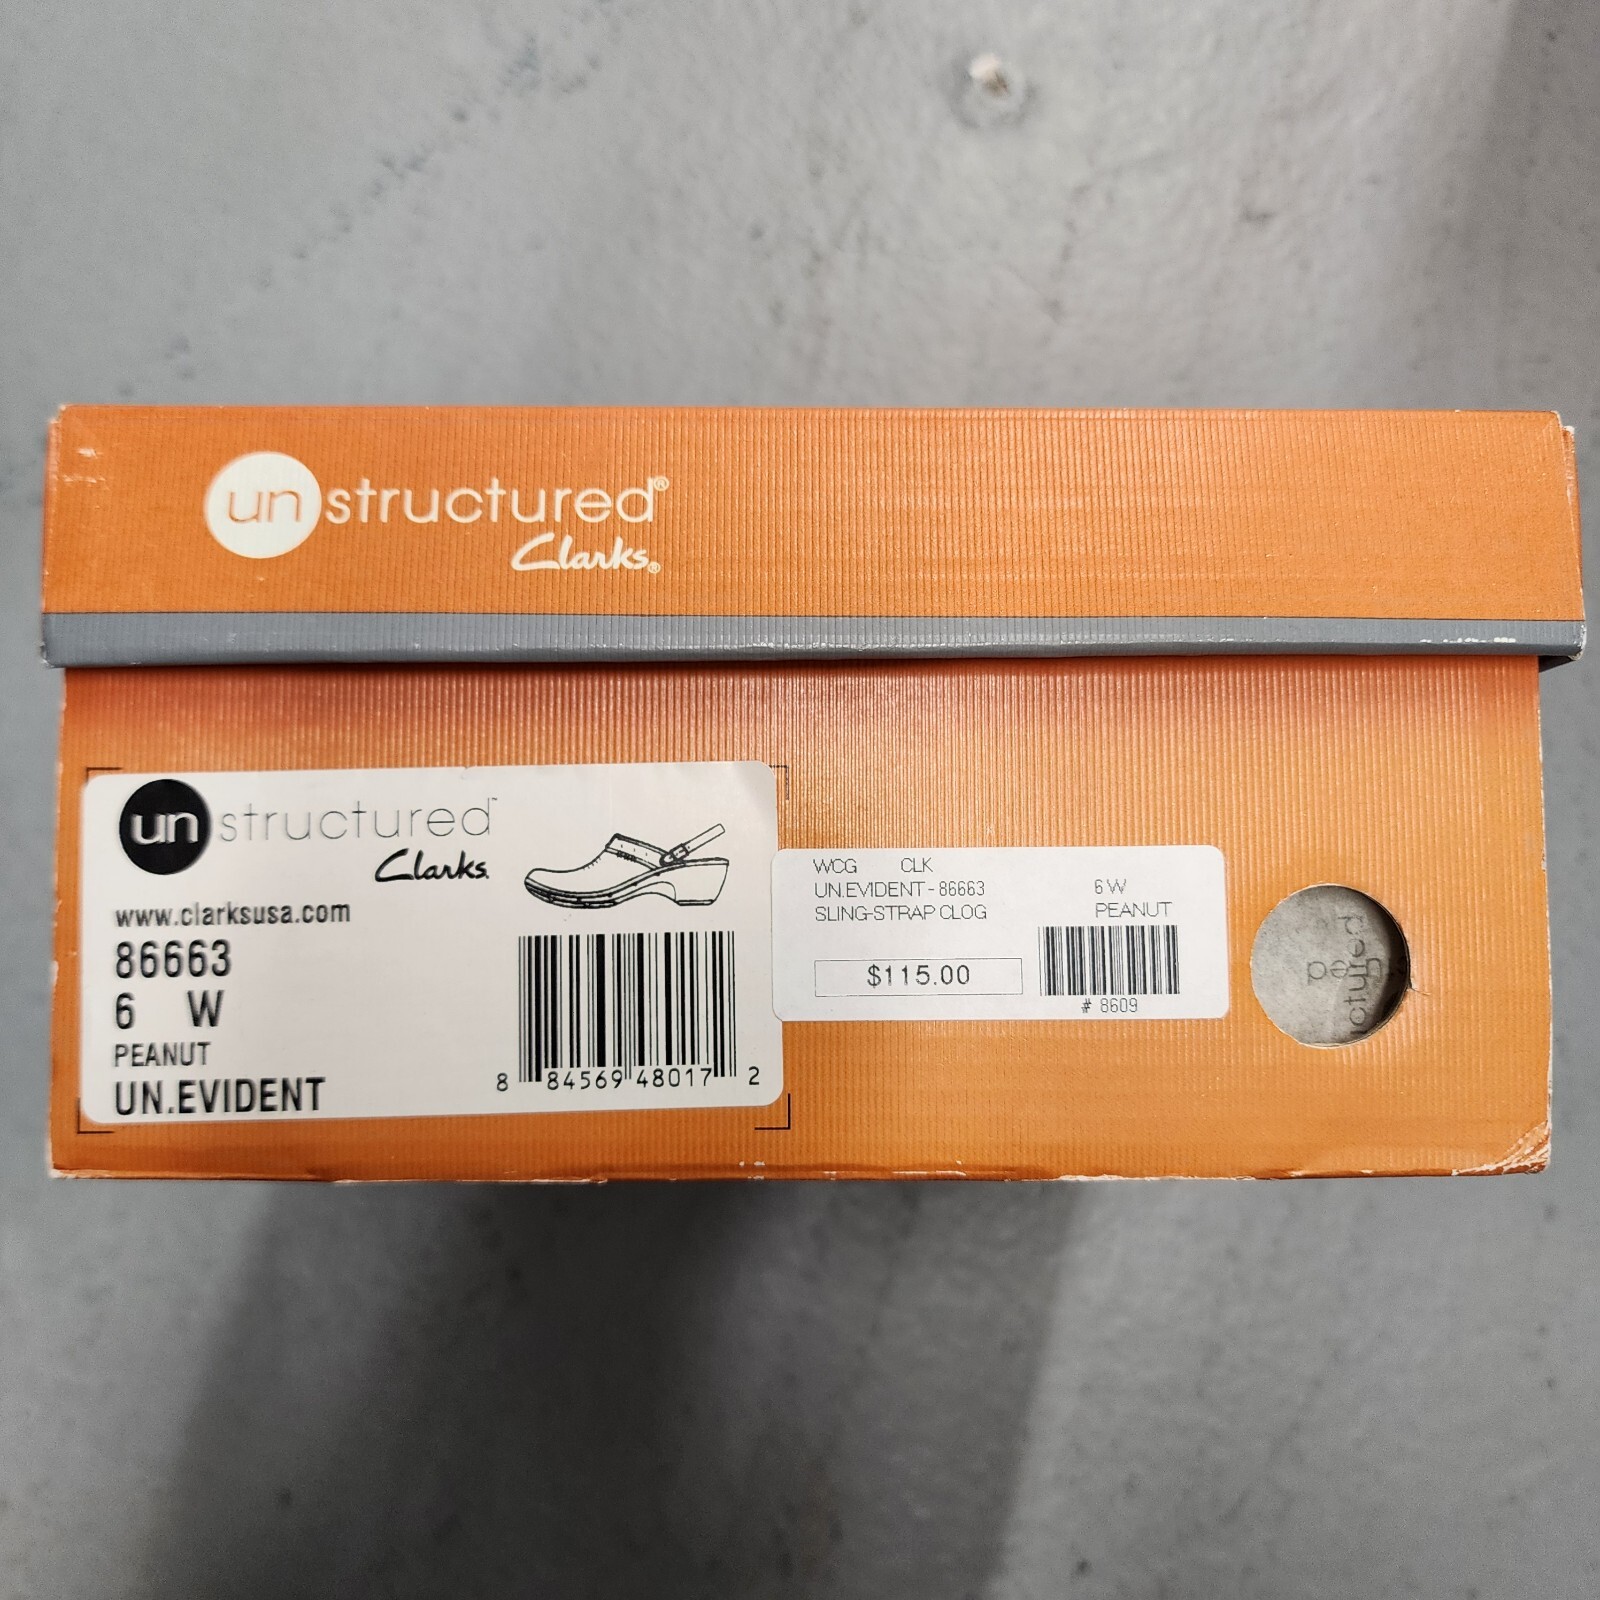 unstructured®
Clarks®
unstructured™
Clarks.
www.clarksusa.com
86663
6 W
PEANUT
UN.EVIDENT
8 84569 48017 2
WCG CLK
UN.EVIDENT - 86663 6 W
SLING-STRAP CLOG PEANUT
$115.00
# 8609